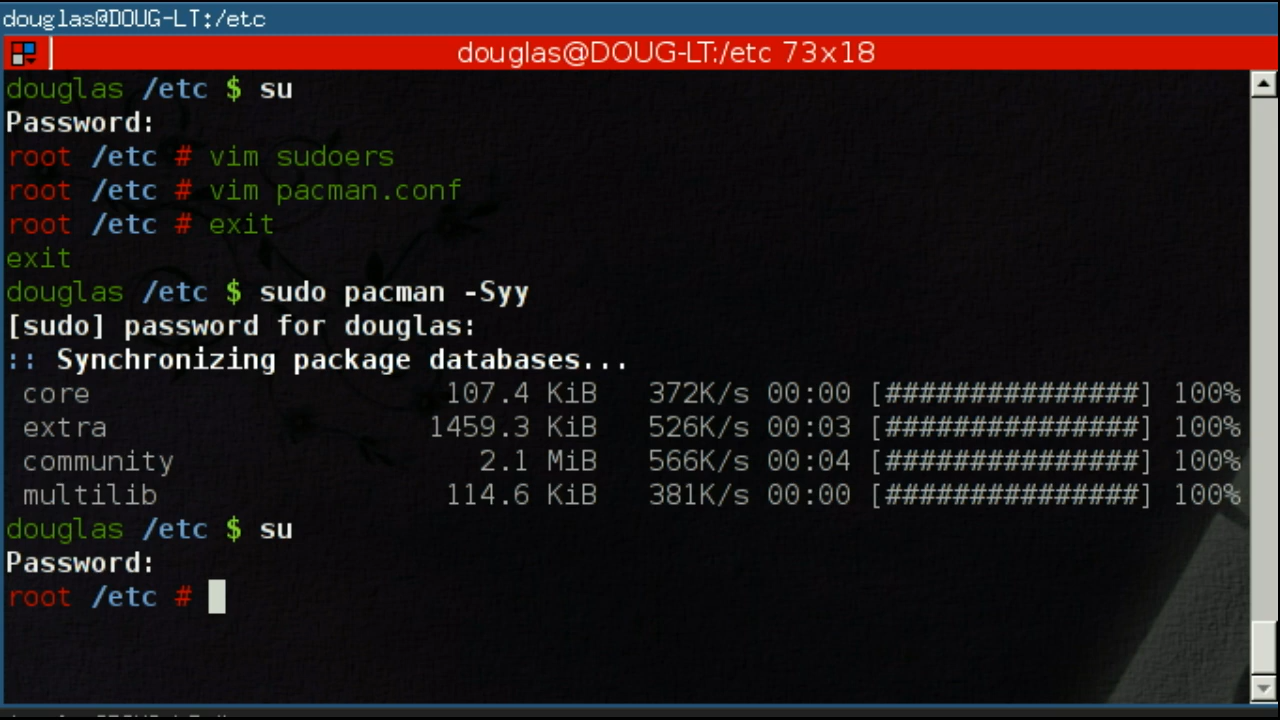 douglas@DOUG-LT:/etc
douglas@DOUG-LT:/etc 73x18
douglas /etc $ su
Password:
root /etc # vim sudoers
root /etc # vim pacman.conf
root /etc # exit
exit
douglas /etc $ sudo pacman -Syy
[sudo] password for douglas:
:: Synchronizing package databases...
core 107.4 KiB 372K/s 00:00 [###############] 100%
extra 1459.3 KiB 526K/s 00:03 [###############] 100%
community 2.1 MiB 566K/s 00:04 [###############] 100%
multilib 114.6 KiB 381K/s 00:00 [###############] 100%
douglas /etc $ su
Password:
root /etc #